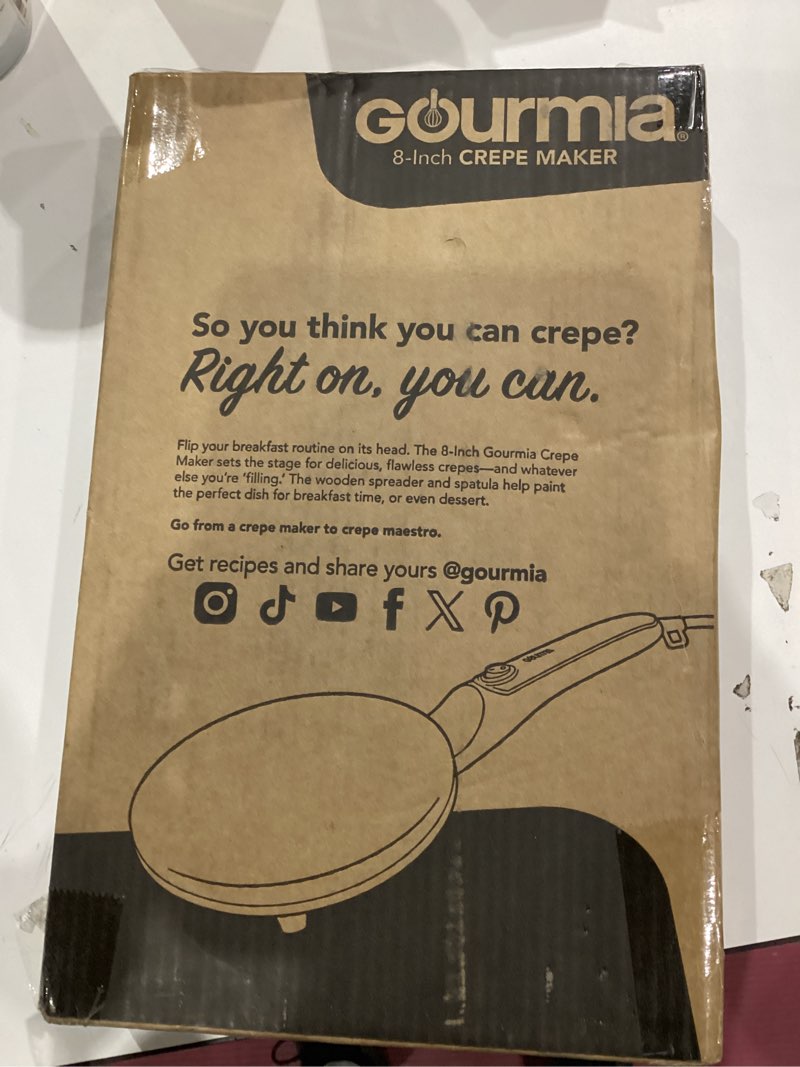 Gourmia®
8-Inch CREPE MAKER
So you think you can crepe?
Right on, you can.
Flip your breakfast routine on its head. The 8-Inch Gourmia Crepe
Maker sets the stage for delicious, flawless crepes—and whatever
else you're 'filling.' The wooden spreader and spatula help paint
the perfect dish for breakfast time, or even dessert.
Go from a crepe maker to crepe maestro.
Get recipes and share yours @gourmia